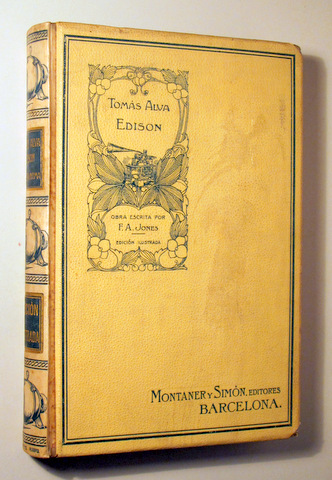 TOMÁS ALVA
EDISON
OBRA ESCRITA POR
F. A. JONES
EDICIÓN ILUSTRADA
MONTANER Y SIMÓN, EDITORES
BARCELONA.